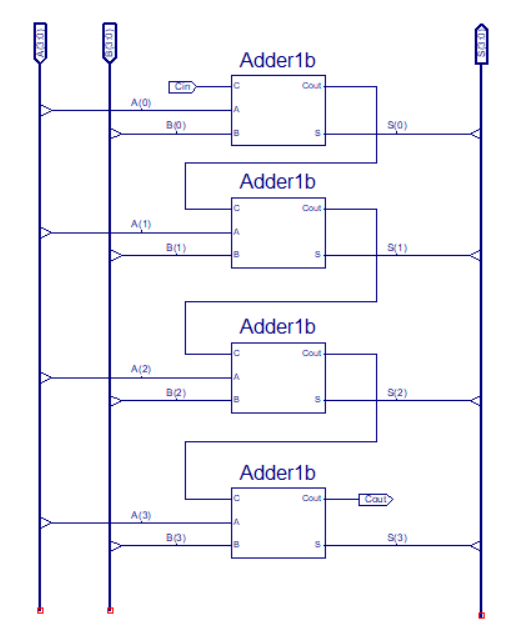 A(3:0)
B(3:0)
S(3:0)
Adder1b
Cin
C
Cout
A(0)
A
B(0)
B
S
S(0)
Adder1b
C
Cout
A(1)
A
B(1)
B
S
S(1)
Adder1b
C
Cout
A(2)
A
B(2)
B
S
S(2)
Adder1b
C
Cout
Cout
A(3)
A
B(3)
B
S
S(3)